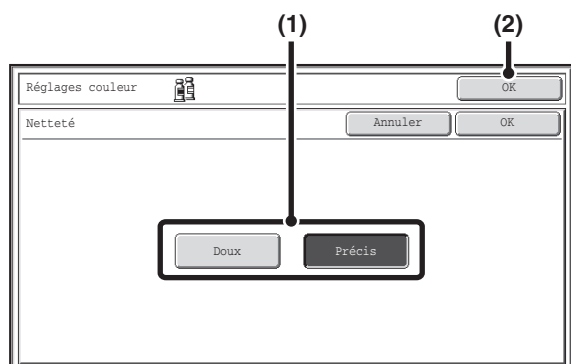 (1) (2)
Réglages couleur OK
Netteté Annuler OK
Doux Précis